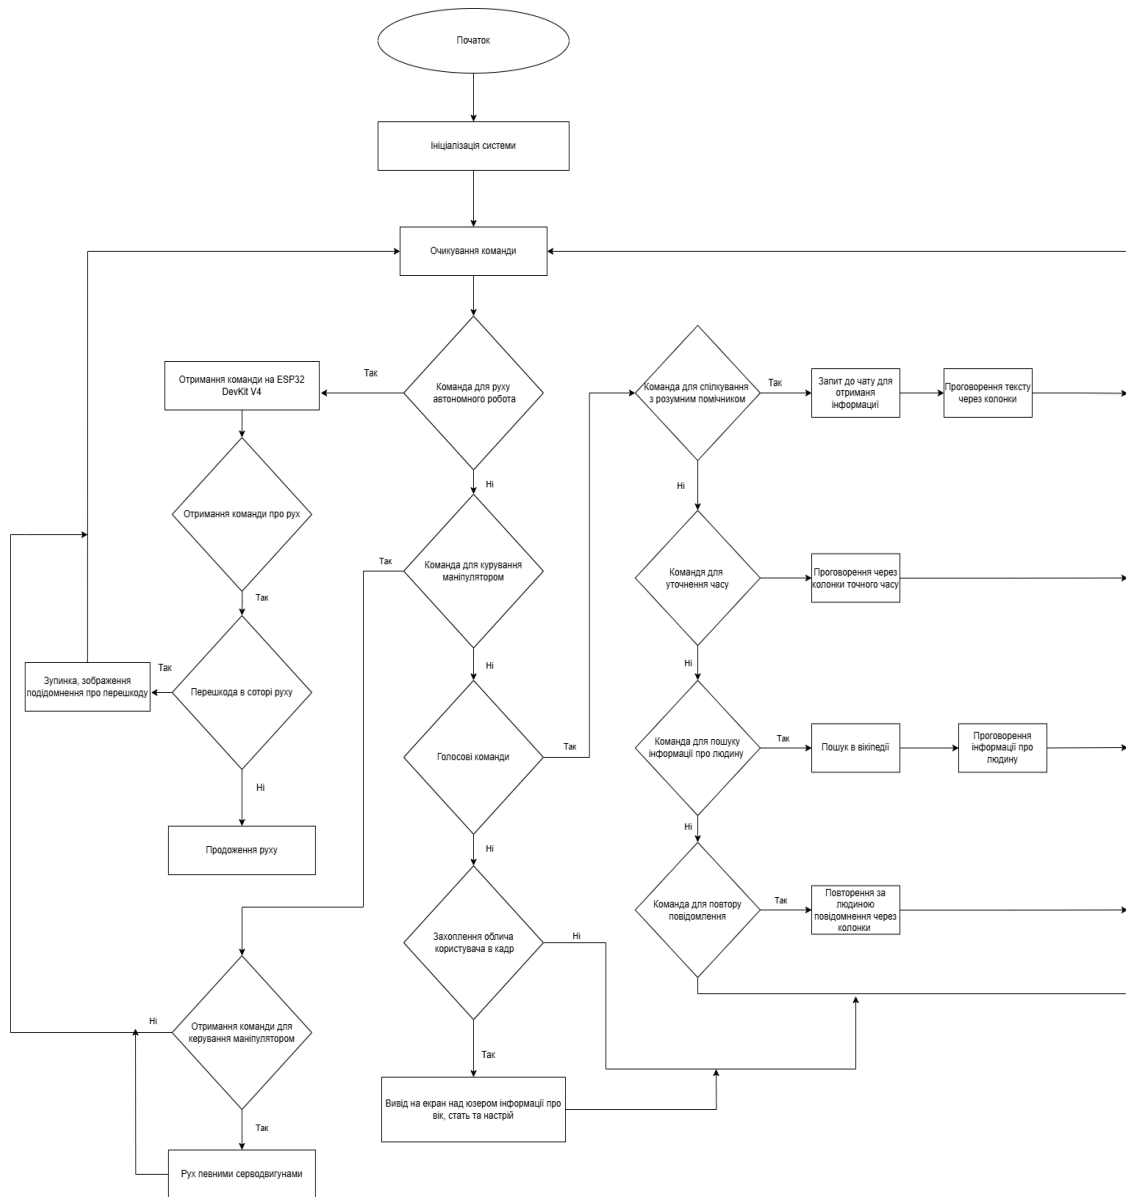 Початок
Ініціалізація системи
Очикування команди
Команда для руху
автономного робота
Так
Отримання команди на ESP32
DevKit V4
Ні
Отримання команди про рух
Так
Перешкода в соторі руху
Так
Зупинка, зображення
подідомнення про перешкоду
Ні
Продоження руху
Команда для курування
маніпулятором
Так
Ні
Отримання команди для
керування маніпулятором
Ні
Так
Рух певними серводвигунами
Голосові команди
Так
Ні
Захоплення облича
користувача в кадр
Ні
Так
Вивід на екран над юзером інформації про
вік, стать та настрій
Команда для спілкування
з розумним помічником
Так
Запит до чату для
отриманя
інформації
Проговорення тексту
через колонки
Ні
Командя для
уточнення часу
Так
Проговорення через
колонки точного часу
Ні
Команда для пошуку
інформації про людину
Так
Пошук в вікіпедії
Проговорення
інформації про
людину
Ні
Команда для повтору
повідомлення
Так
Повторення за
людиною
повідомнення через
колонки